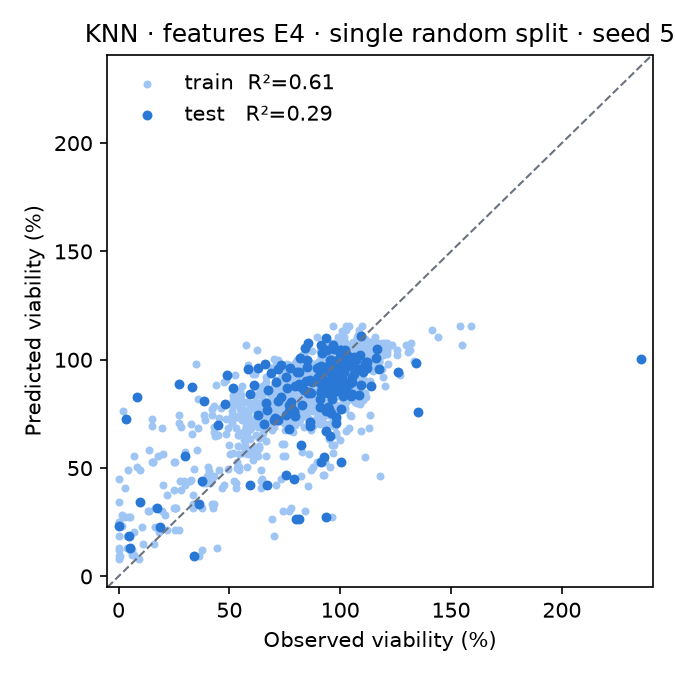 KNN · features E4 · single random split · seed 5
train R²=0.61
test R²=0.29
200
150
100
50
0
Predicted viability (%)
0 50 100 150 200
Observed viability (%)